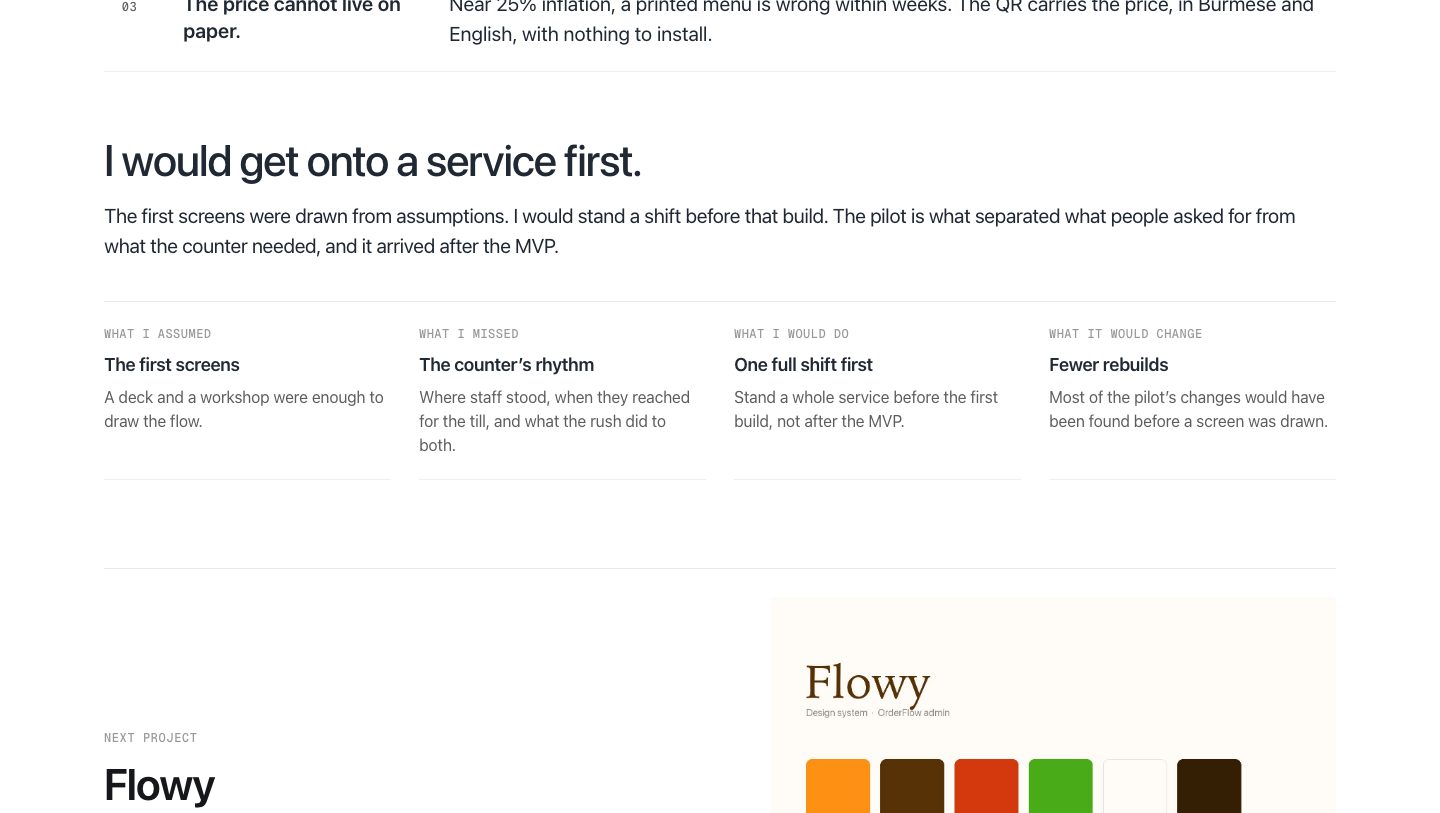 03
The price cannot live on
paper.
Near 25% inflation, a printed menu is wrong within weeks. The QR carries the price, in Burmese and
English, with nothing to install.
I would get onto a service first.
The first screens were drawn from assumptions. I would stand a shift before that build. The pilot is what separated what people asked for from
what the counter needed, and it arrived after the MVP.
WHAT I ASSUMED
The first screens
A deck and a workshop were enough to
draw the flow.
WHAT I MISSED
The counter’s rhythm
Where staff stood, when they reached
for the till, and what the rush did to
both.
WHAT I WOULD DO
One full shift first
Stand a whole service before the first
build, not after the MVP.
WHAT IT WOULD CHANGE
Fewer rebuilds
Most of the pilot’s changes would have
been found before a screen was drawn.
NEXT PROJECT
Flowy
Flowy
Design system · OrderFlow admin